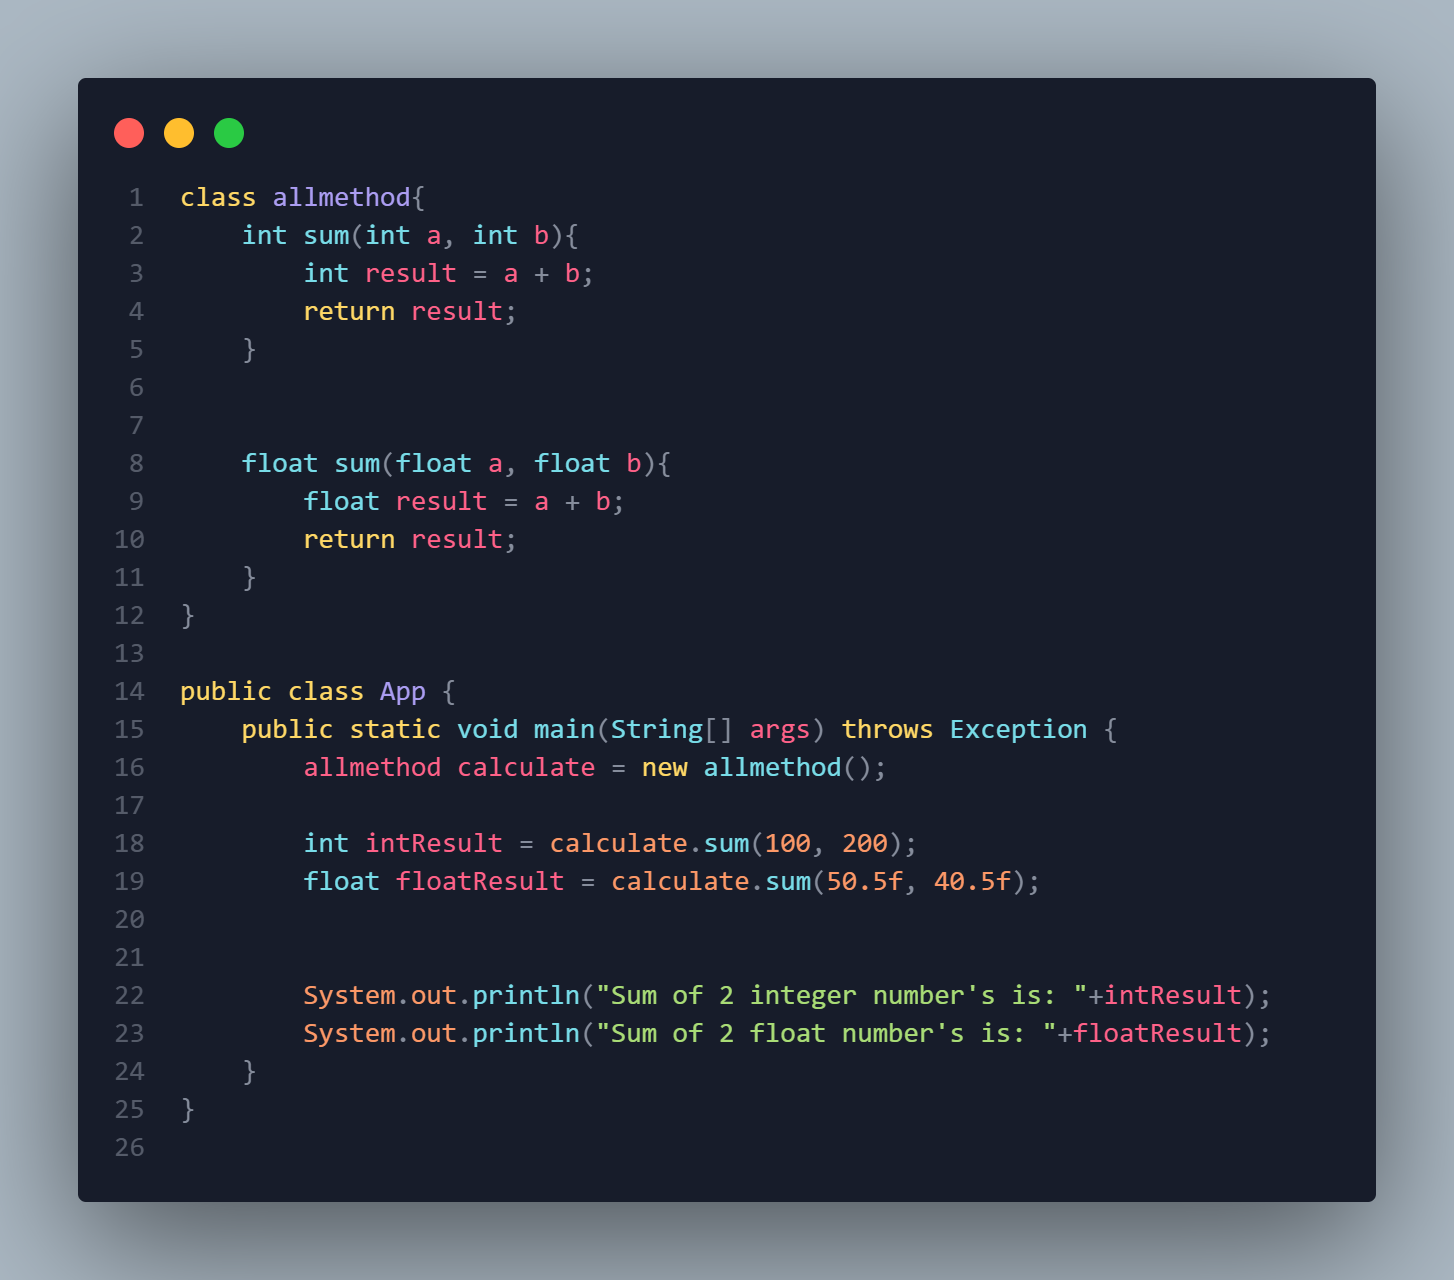 1 class allmethod{
2     int sum(int a, int b){
3         int result = a + b;
4         return result;
5     }
6
7
8     float sum(float a, float b){
9         float result = a + b;
10         return result;
11     }
12 }
13
14 public class App {
15     public static void main(String[] args) throws Exception {
16         allmethod calculate = new allmethod();
17
18         int intResult = calculate.sum(100, 200);
19         float floatResult = calculate.sum(50.5f, 40.5f);
20
21
22         System.out.println("Sum of 2 integer number's is: "+intResult);
23         System.out.println("Sum of 2 float number's is: "+floatResult);
24     }
25 }
26